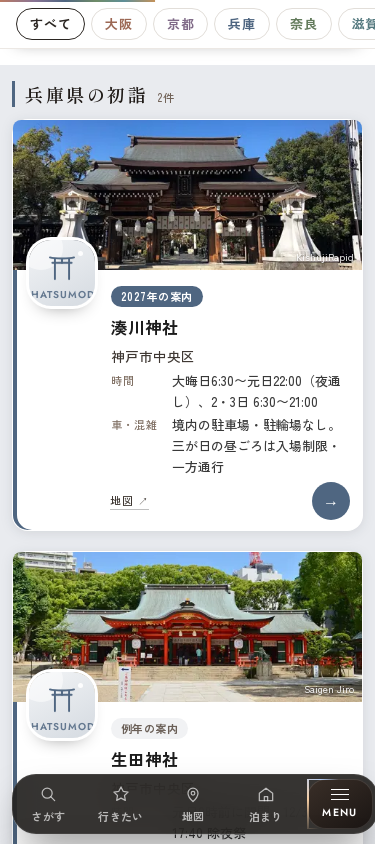 すべて 大阪 京都 兵庫 奈良 滋賀
兵庫県の初詣 2件
KishujiRapid
HATSUMOD
2027年の案内
湊川神社
神戸市中央区
時間 大晦日6:30〜元日22:00（夜通
し）、2・3日 6:30〜21:00
車・混雑 境内の駐車場・駐輪場なし。
三が日の昼ごろは入場制限・
一方通行
地図 ↗
→
Saigen Jiro
HATSUMOD
例年の案内
生田神社
さがす 行きたい 地図 泊まり MENU
17:40 除夜祭